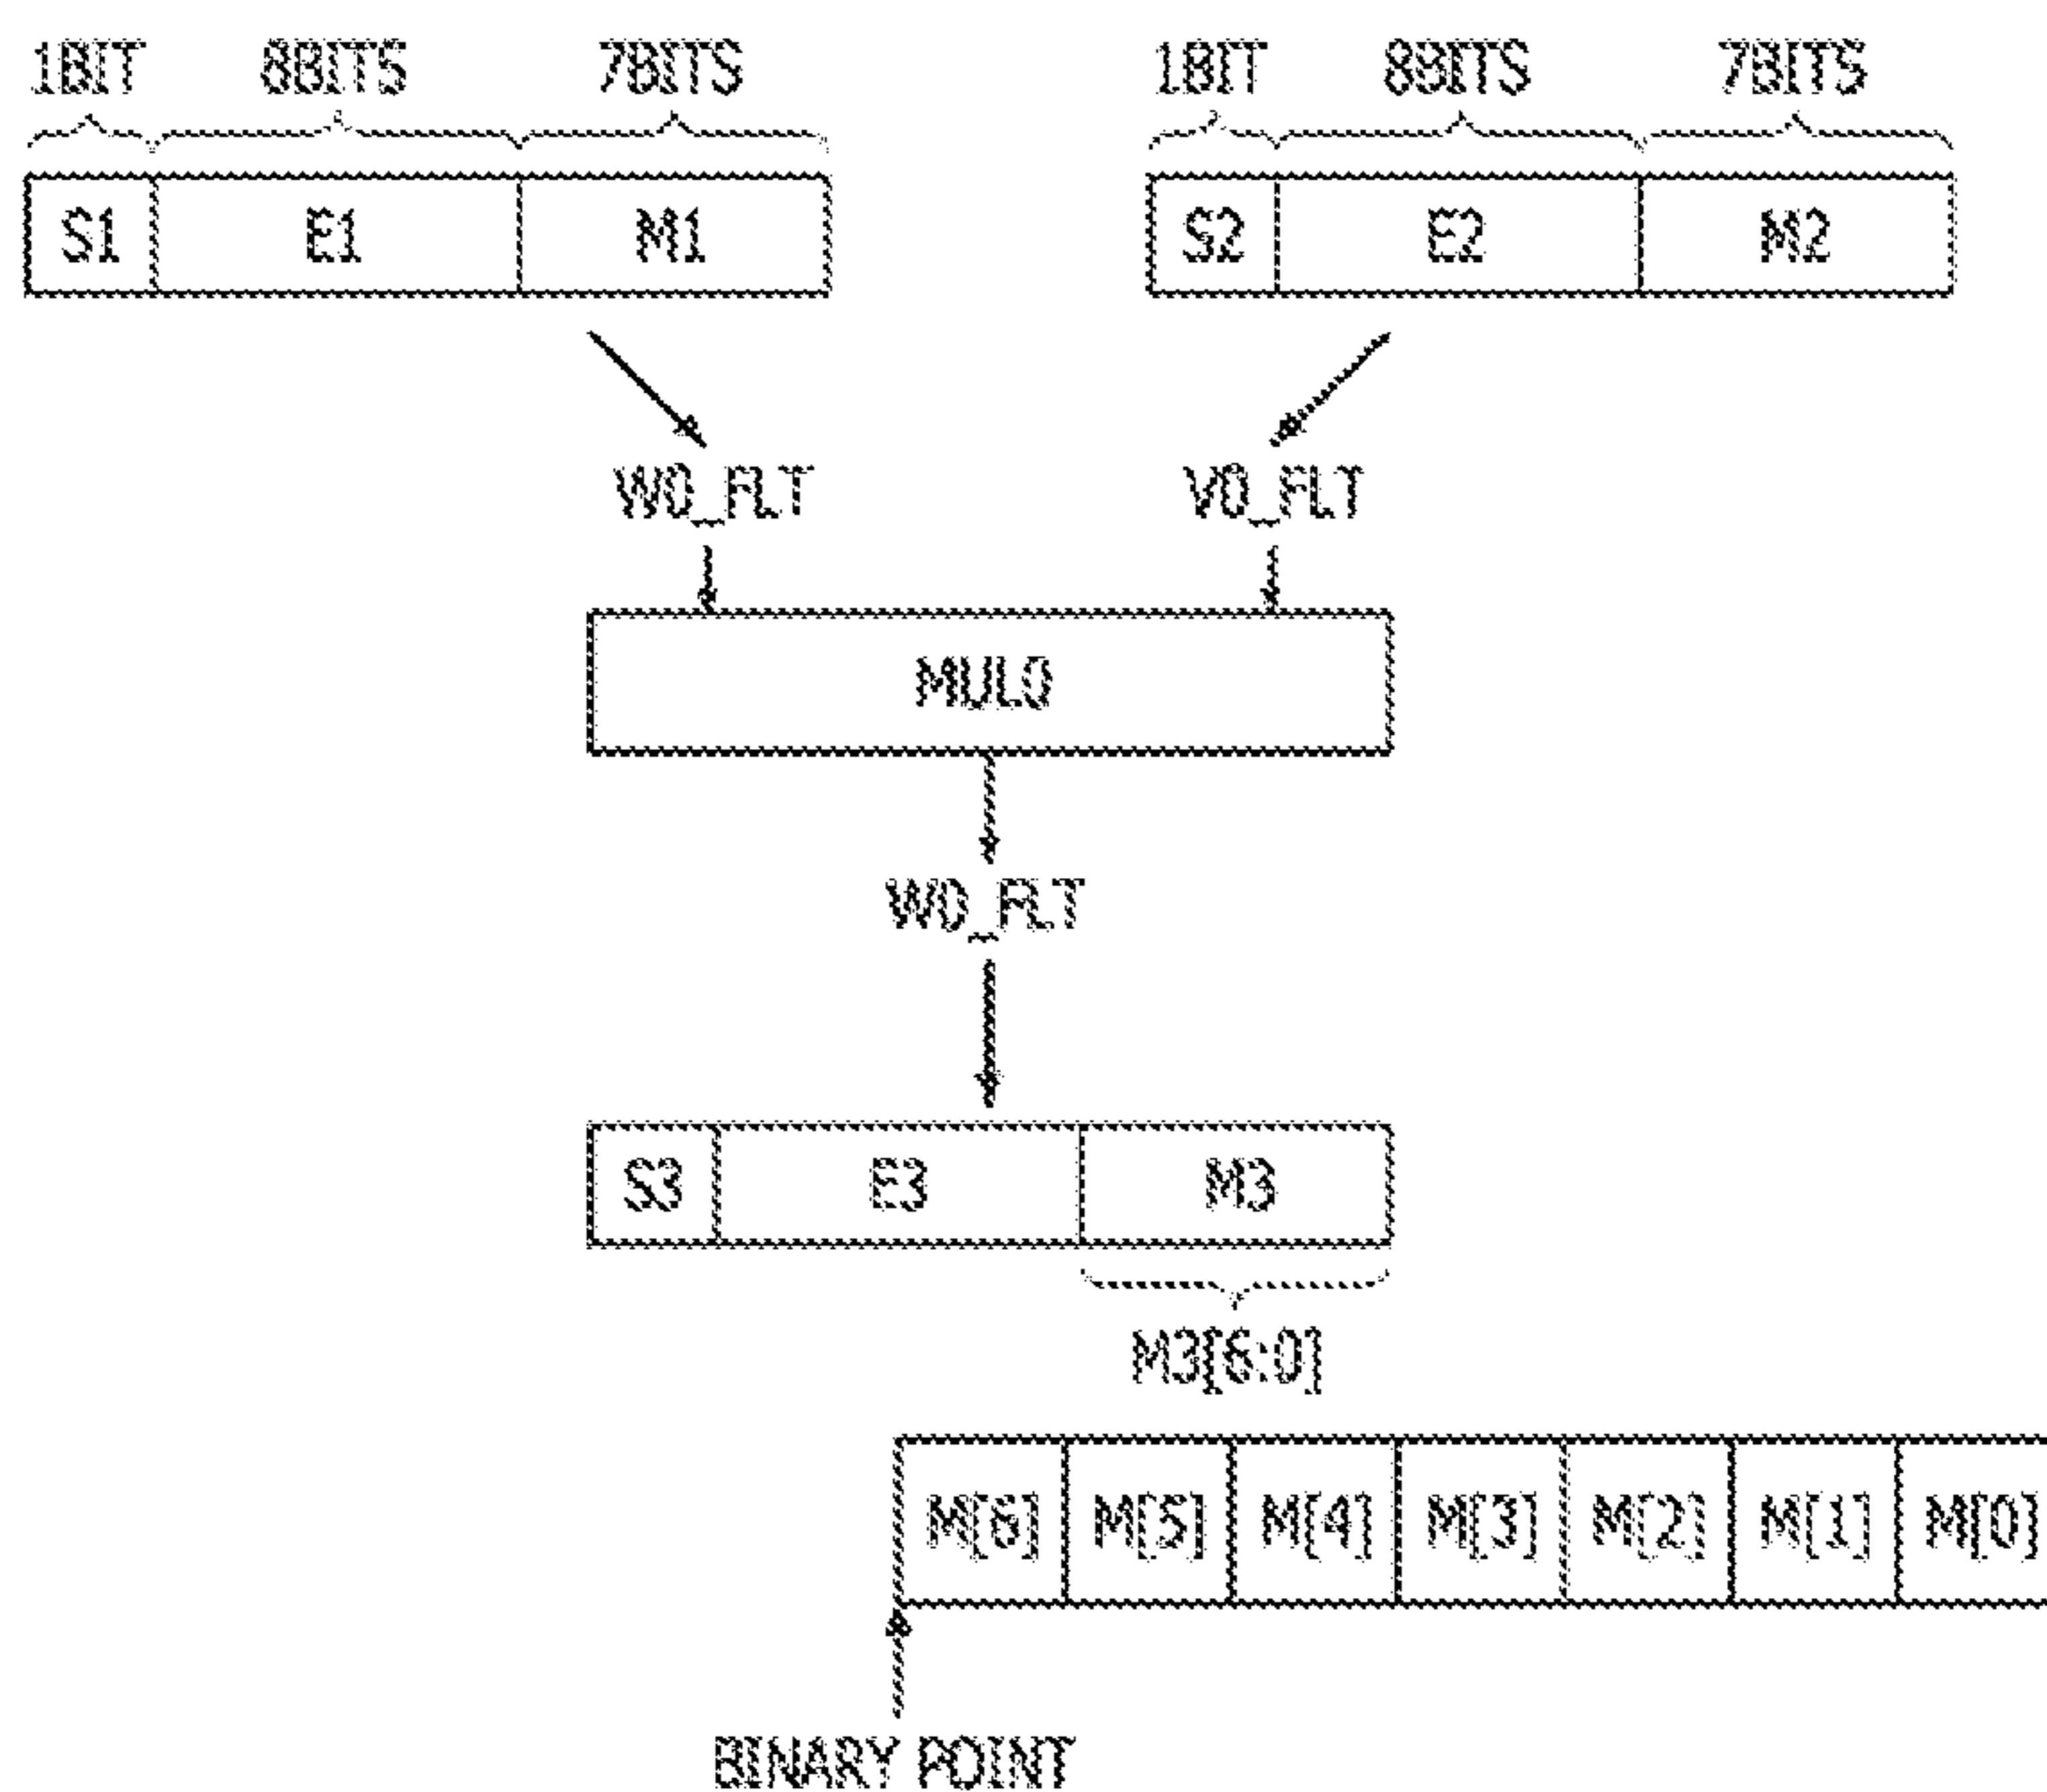 1BIT 8BITS 7BITS 1BIT 8BITS 7BITS
S1 E1 M1 S2 E2 M2
W0_FLT V0_FLT
MUL0
W0_FLT
S3 E3 M3
M3[6:0]
M[6] M[5] M[4] M[3] M[2] M[1] M[0]
BINARY POINT